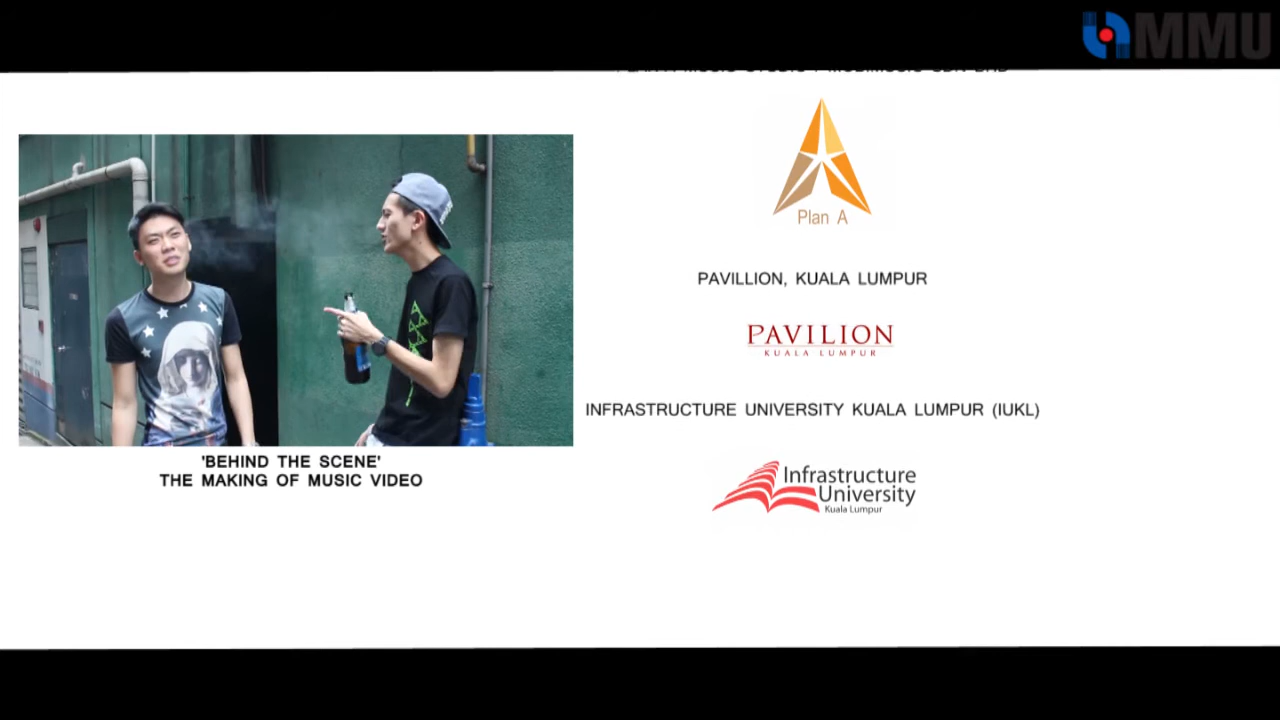 MMU
Plan A
PAVILLION, KUALA LUMPUR
PAVILION
KUALA LUMPUR
INFRASTRUCTURE UNIVERSITY KUALA LUMPUR (IUKL)
Infrastructure
University
Kuala Lumpur
'BEHIND THE SCENE'
THE MAKING OF MUSIC VIDEO